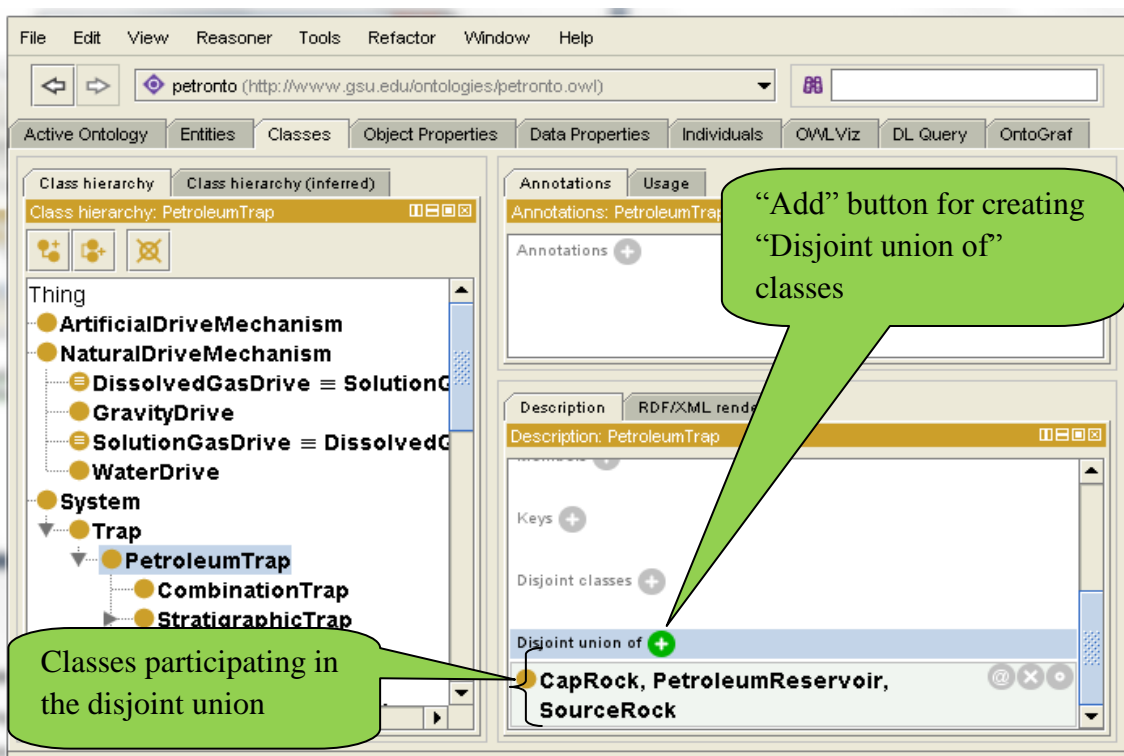 File Edit View Reasoner Tools Refactor Window Help
petronto (http://www.gsu.edu/ontologies/petronto.owl)
Active Ontology Entities Classes Object Properties Data Properties Individuals OWLViz DL Query OntoGraf
Class hierarchy Class hierarchy (inferred)
Class hierarchy: PetroleumTrap
Thing
ArtificialDriveMechanism
NaturalDriveMechanism
DissolvedGasDrive ≡ SolutionG
GravityDrive
SolutionGasDrive ≡ DissolvedG
WaterDrive
System
Trap
PetroleumTrap
CombinationTrap
StratigraphicTrap
Annotations Usage
Annotations: PetroleumTrap
Annotations
“Add” button for creating
“Disjoint union of”
classes
Description RDF/XML rende
Description: PetroleumTrap
Keys
Disjoint classes
Disjoint union of
CapRock, PetroleumReservoir,
SourceRock
Classes participating in
the disjoint union